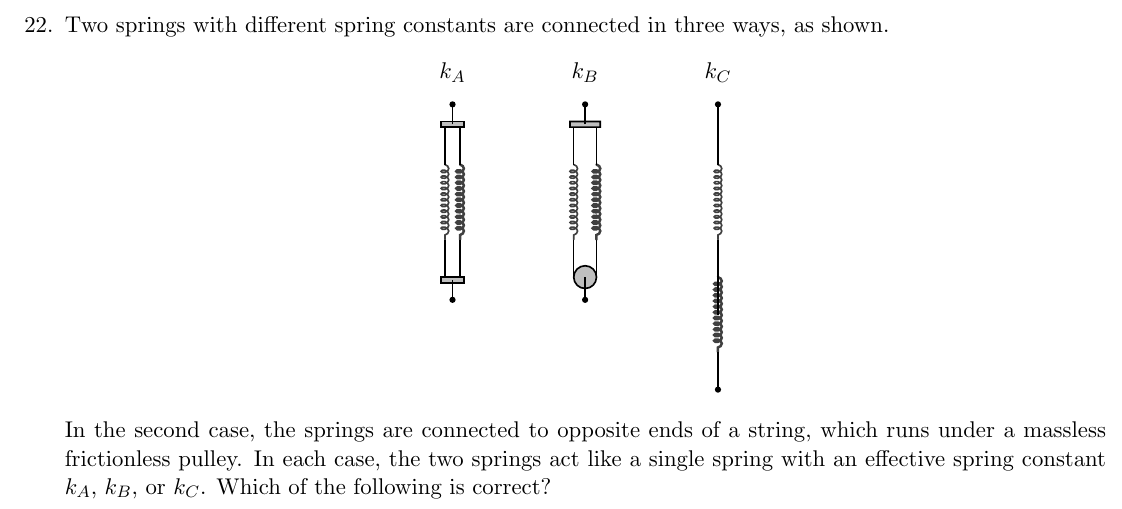 22. Two springs with different spring constants are connected in three ways, as shown.
k_A k_B k_C
In the second case, the springs are connected to opposite ends of a string, which runs under a massless
frictionless pulley. In each case, the two springs act like a single spring with an effective spring constant
k_A, k_B, or k_C. Which of the following is correct?